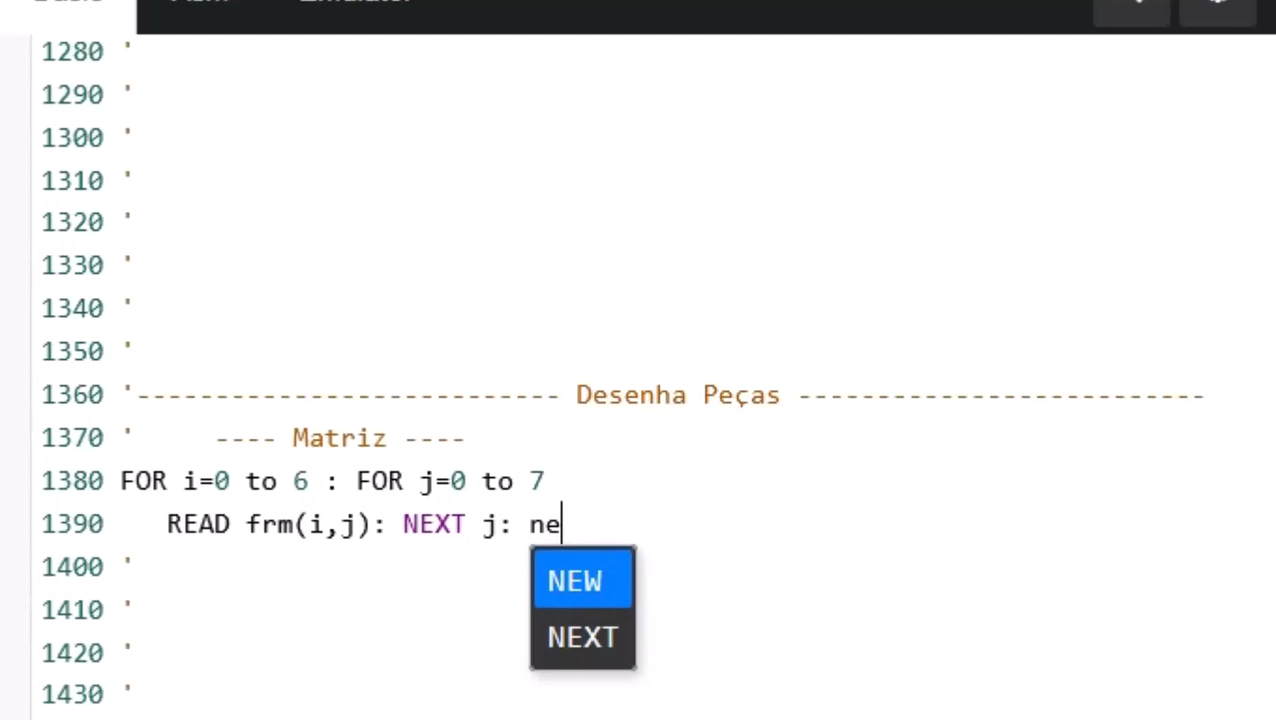 1280 '
1290 '
1300 '
1310 '
1320 '
1330 '
1340 '
1350 '
1360 '--------------------------- Desenha Peças --------------------------
1370 ' ---- Matriz ----
1380 FOR i=0 to 6 : FOR j=0 to 7
1390 READ frm(i,j): NEXT j: ne
NEW
1400 '
1410 '
NEXT
1420 '
1430 '